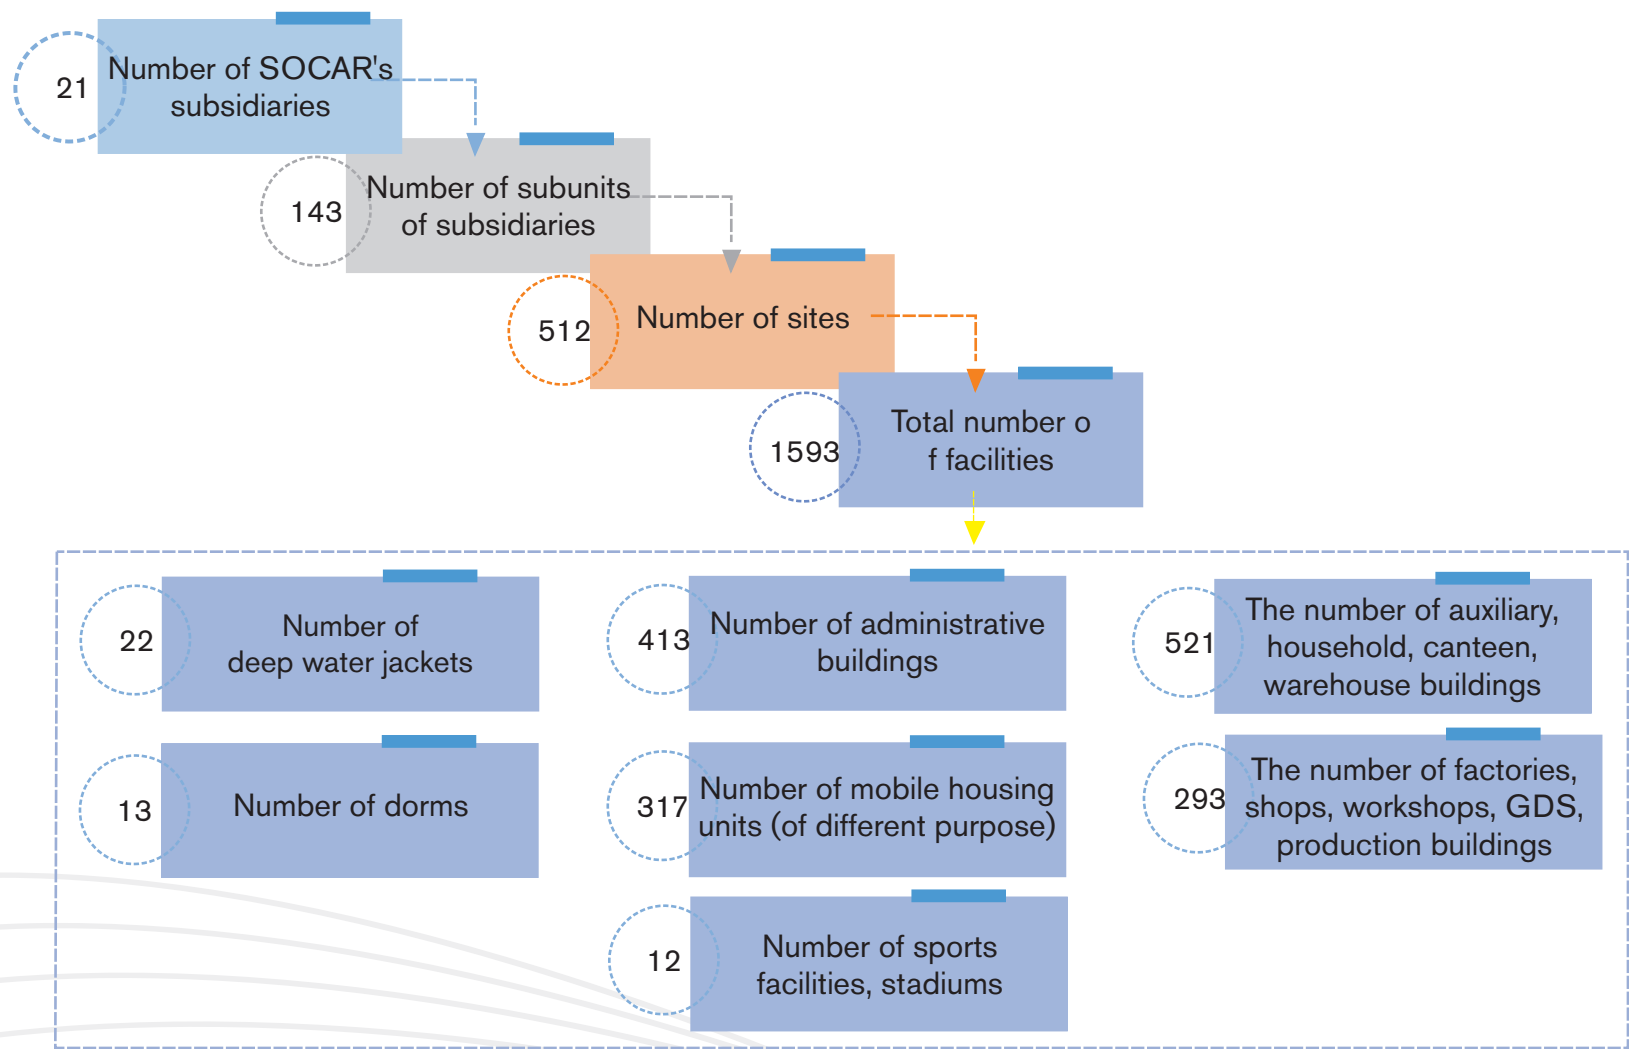 21
Number of SOCAR's
subsidiaries
143
Number of subunits
of subsidiaries
512
Number of sites
1593
Total number o
f facilities
22
Number of
deep water jackets
413
Number of administrative
buildings
521
The number of auxiliary,
household, canteen,
warehouse buildings
13
Number of dorms
317
Number of mobile housing
units (of different purpose)
293
The number of factories,
shops, workshops, GDS,
production buildings
12
Number of sports
facilities, stadiums